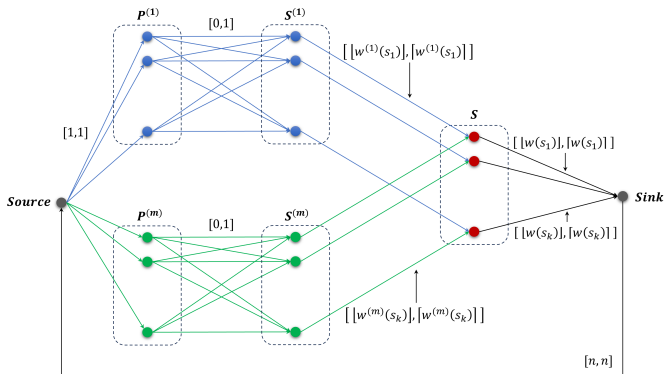 P^(1)
[0,1]
S^(1)
[⌊w^(1)(s_1)⌋,⌈w^(1)(s_1)⌉]
S
[1,1]
[⌊w(s_1)⌋,⌈w(s_1)⌉]
Source
Sink
P^(m)
[0,1]
S^(m)
[⌊w(s_k)⌋,⌈w(s_k)⌉]
[⌊w^(m)(s_k)⌋,⌈w^(m)(s_k)⌉]
[n,n]